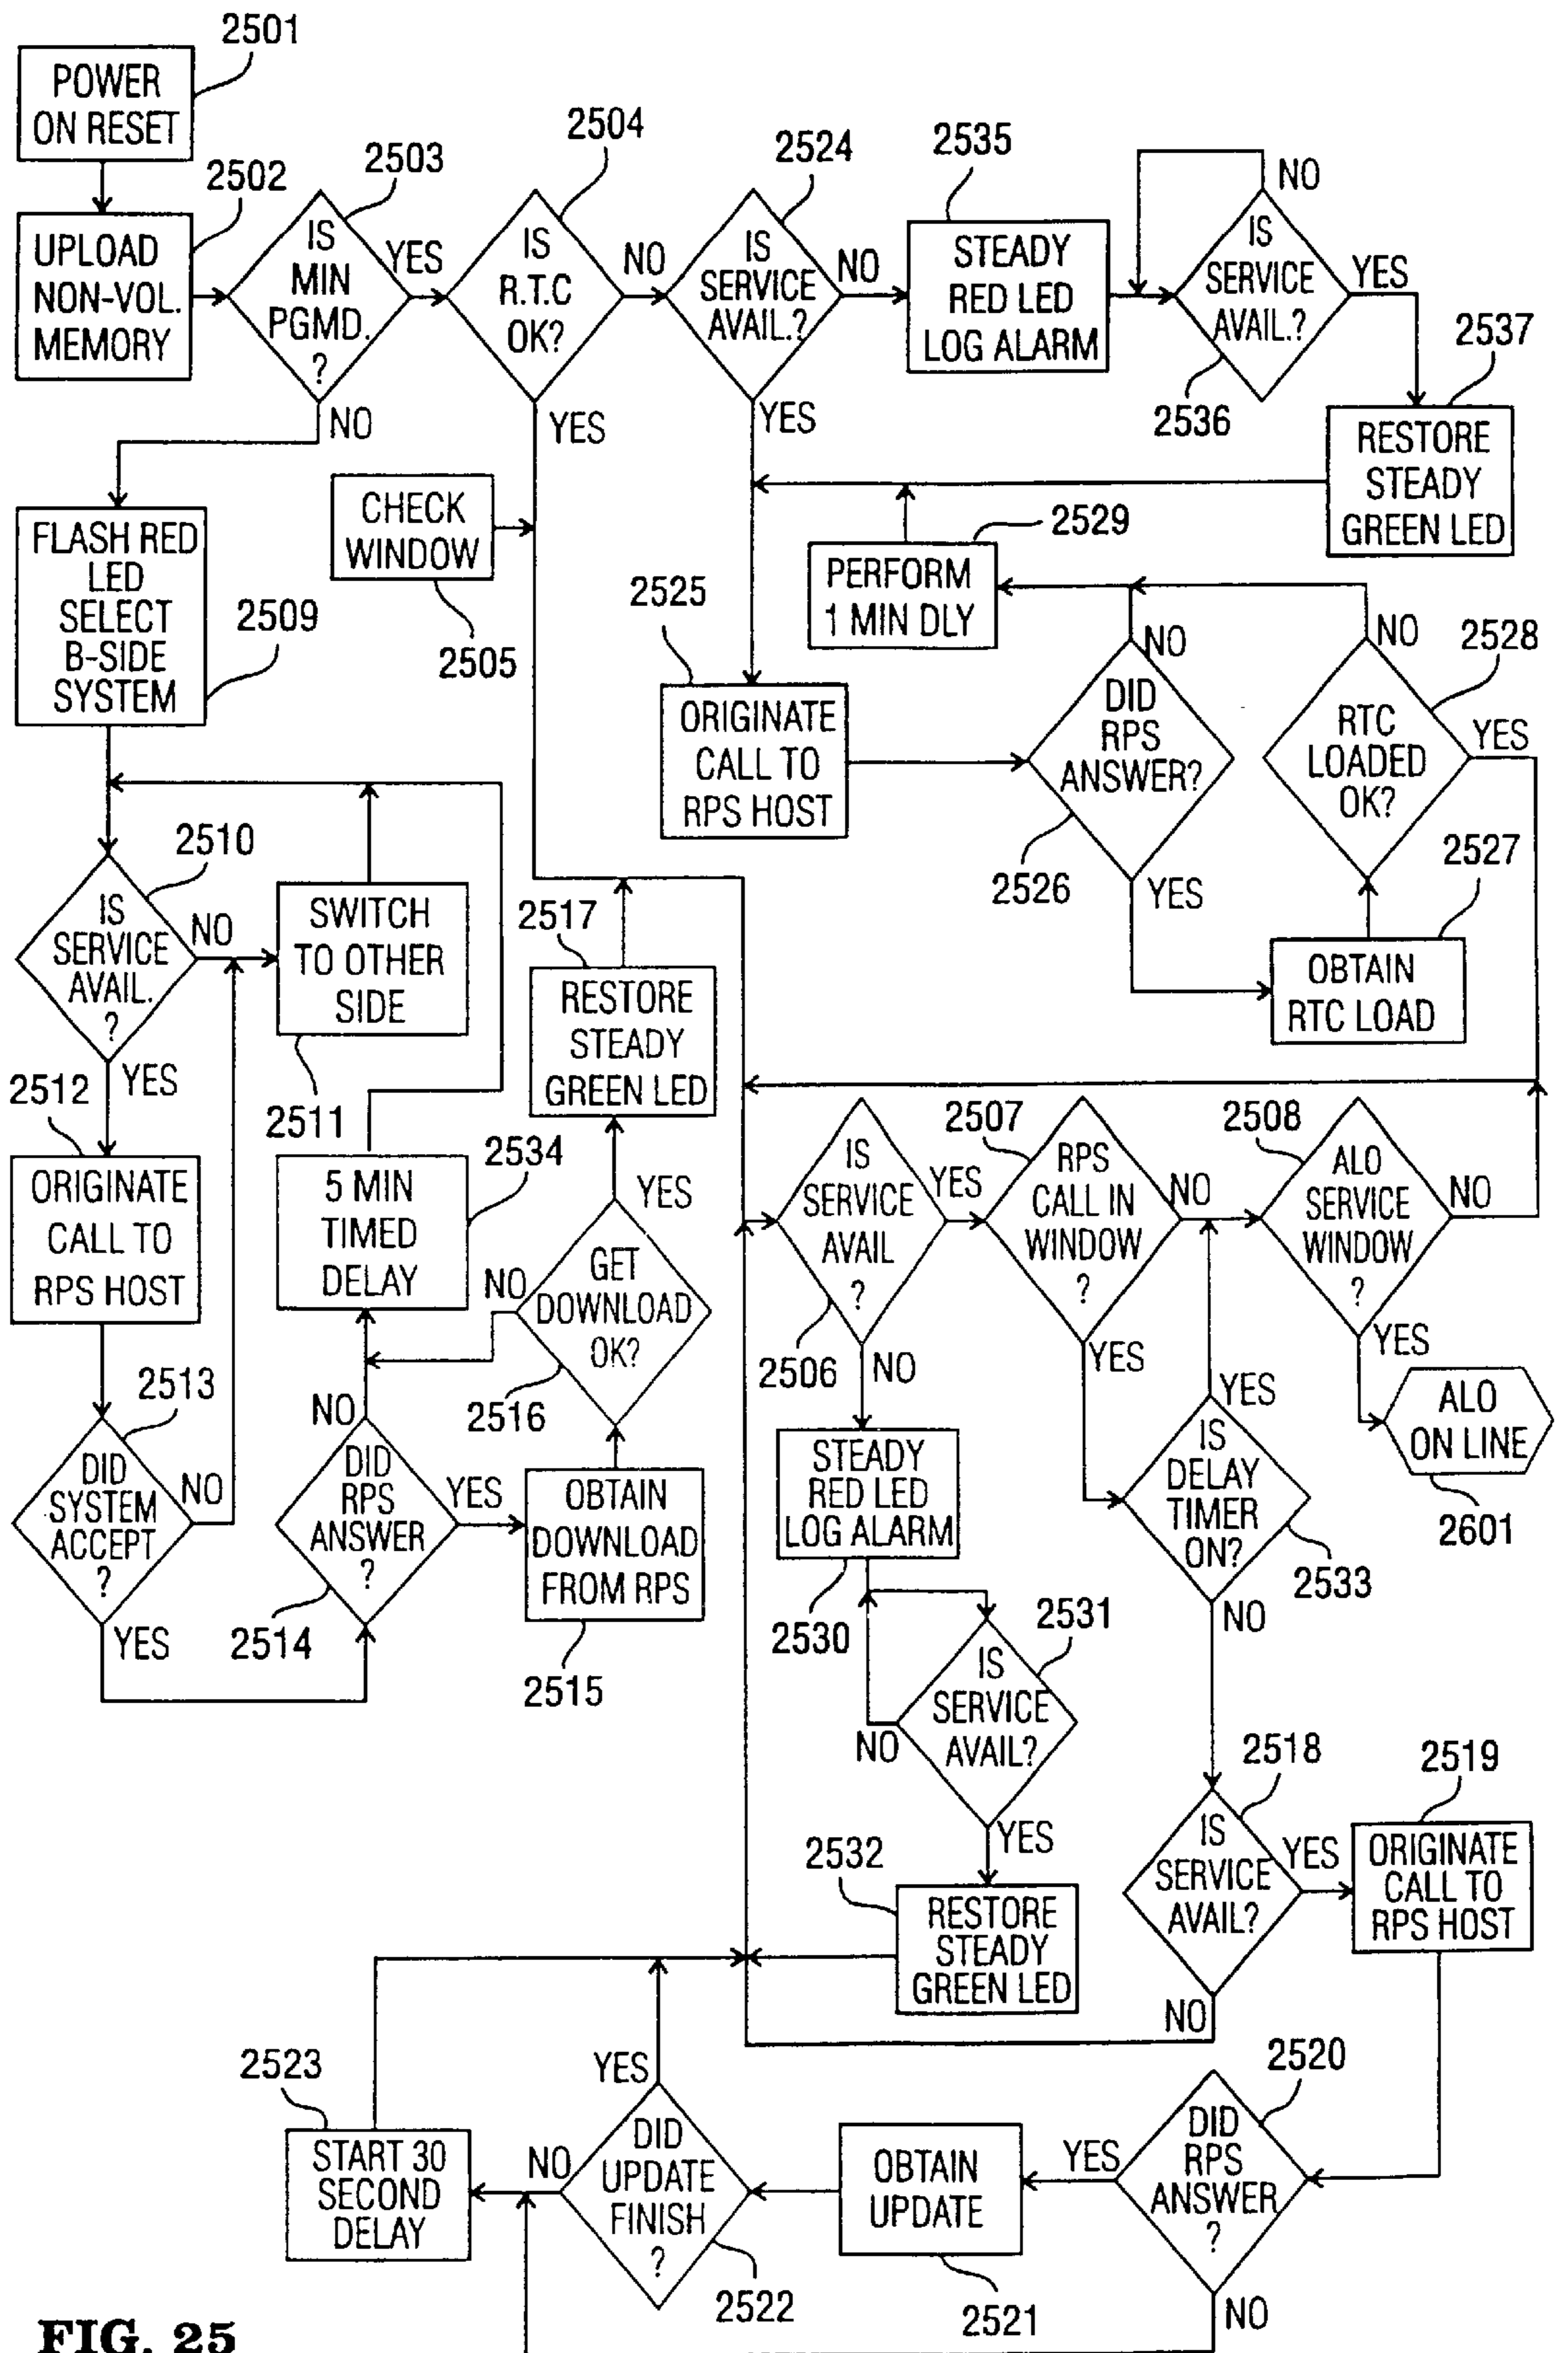 2501
POWER
ON RESET
2502
UPLOAD
NON-VOL.
MEMORY
2503
IS
MIN
PGMD.
?
YES
NO
2504
IS
R.T.C
OK?
NO
YES
2524
IS
SERVICE
AVAIL.?
NO
YES
2535
STEADY
RED LED
LOG ALARM
NO
IS
SERVICE
AVAIL.?
YES
2536
2537
RESTORE
STEADY
GREEN LED
CHECK
WINDOW
2505
FLASH RED
LED
SELECT
B-SIDE
SYSTEM
2509
2529
PERFORM
1 MIN DLY
2525
ORIGINATE
CALL TO
RPS HOST
NO
DID
RPS
ANSWER?
2526
YES
NO
2528
RTC
LOADED
OK?
YES
2527
OBTAIN
RTC LOAD
2510
IS
SERVICE
AVAIL.
?
NO
YES
SWITCH
TO OTHER
SIDE
2511
2517
RESTORE
STEADY
GREEN LED
2512
ORIGINATE
CALL TO
RPS HOST
2534
5 MIN
TIMED
DELAY
YES
NO
GET
DOWNLOAD
OK?
2516
2513
DID
SYSTEM
ACCEPT
?
NO
YES
NO
DID
RPS
ANSWER
?
YES
2514
OBTAIN
DOWNLOAD
FROM RPS
2515
IS
SERVICE
AVAIL
?
YES
2506
NO
2507
RPS
CALL IN
WINDOW
?
NO
YES
2508
ALO
SERVICE
WINDOW
?
NO
YES
ALO
ON LINE
2601
STEADY
RED LED
LOG ALARM
2530
YES
IS
DELAY
TIMER
ON?
2533
NO
2531
IS
SERVICE
AVAIL?
NO
YES
2532
RESTORE
STEADY
GREEN LED
2518
IS
SERVICE
AVAIL?
YES
NO
2519
ORIGINATE
CALL TO
RPS HOST
2520
DID
RPS
ANSWER
?
YES
NO
OBTAIN
UPDATE
2521
YES
DID
UPDATE
FINISH
?
NO
2522
2523
START 30
SECOND
DELAY
FIG. 25